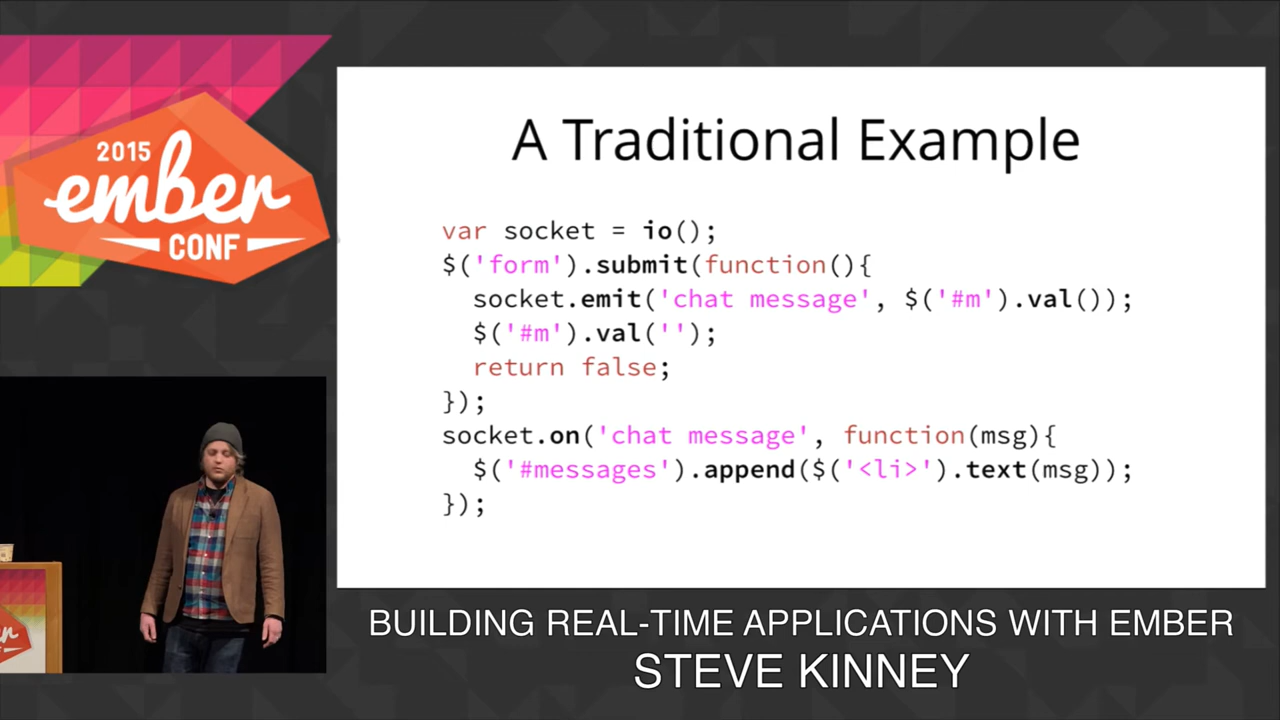 2015
ember
CONF
A Traditional Example
var socket = io();
$('form').submit(function(){
  socket.emit('chat message', $('#m').val());
  $('#m').val('');
  return false;
});
socket.on('chat message', function(msg){
  $('#messages').append($('<li>').text(msg));
});
BUILDING REAL-TIME APPLICATIONS WITH EMBER
STEVE KINNEY